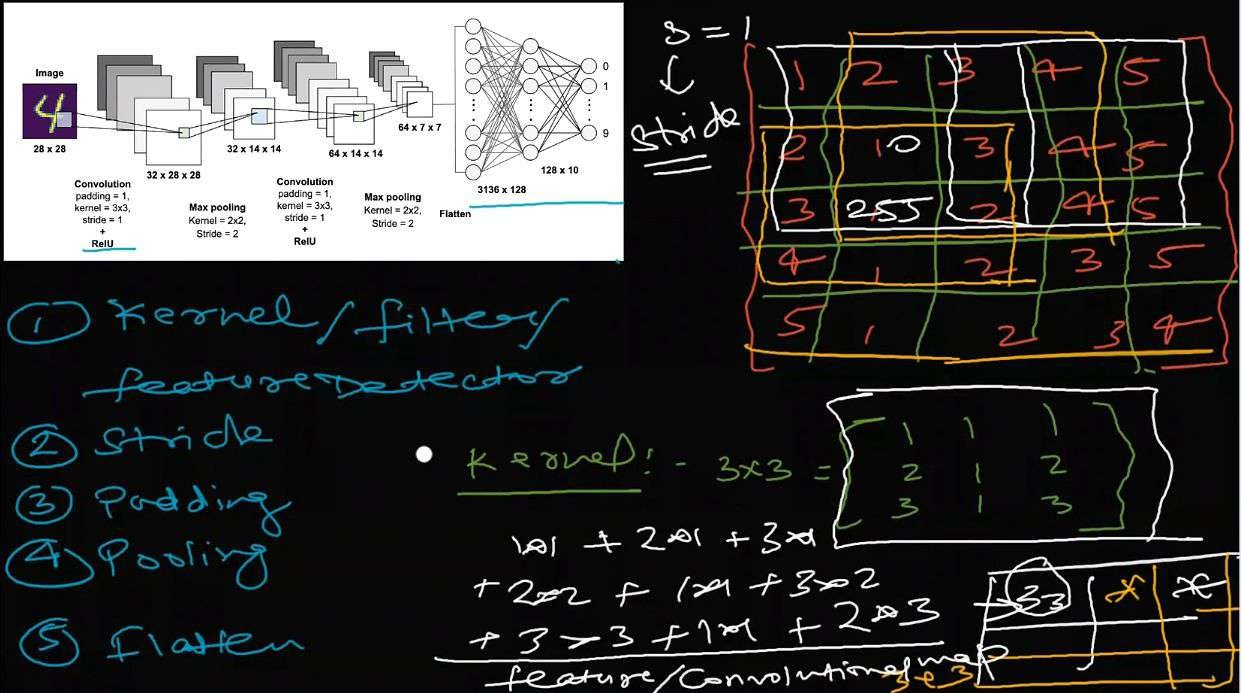 Image
28 x 28
32 x 28 x 28
32 x 14 x 14
64 x 14 x 14
64 x 7 x 7
Convolution
padding = 1,
kernel = 3x3,
stride = 1
+
RelU
Max pooling
Kernel = 2x2,
Stride = 2
Convolution
padding = 1,
kernel = 3x3,
stride = 1
+
RelU
Max pooling
Kernel = 2x2,
Stride = 2
Flatten
3136 x 128
128 x 10
0
1
9
① Kernel/filter/
feature Detector
② Stride
③ Padding
④ Pooling
⑤ Flatten
s = 1
Stride
1 2 3 4 5
2 10 3 4 5
3 255 2 4 5
4 1 2 3 5
5 1 2 3 4
Kernel: - 3x3 =
1 1 1
2 1 2
3 1 3
1x1 + 2x1 + 3x1
+ 2x2 + 1x1 + 3x2
+ 3x3 + 1x1 + 2x3
feature/Convolutional map
3 x 3
33 x x